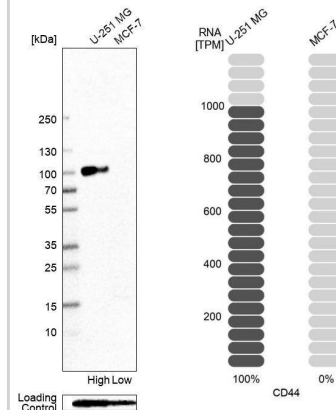 [kDa]
U-251 MG
MCF-7
250
130
100
70
55
35
25
15
10
High Low
Loading
Control
RNA
[TPM]
U-251 MG
MCF-7
1000
800
600
400
200
100%
0%
CD44